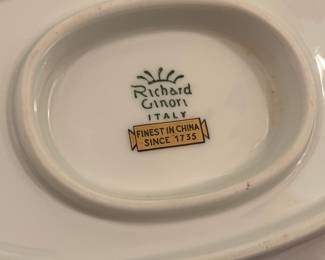 Richard
Ginori
ITALY
FINEST IN CHINA
SINCE 1735